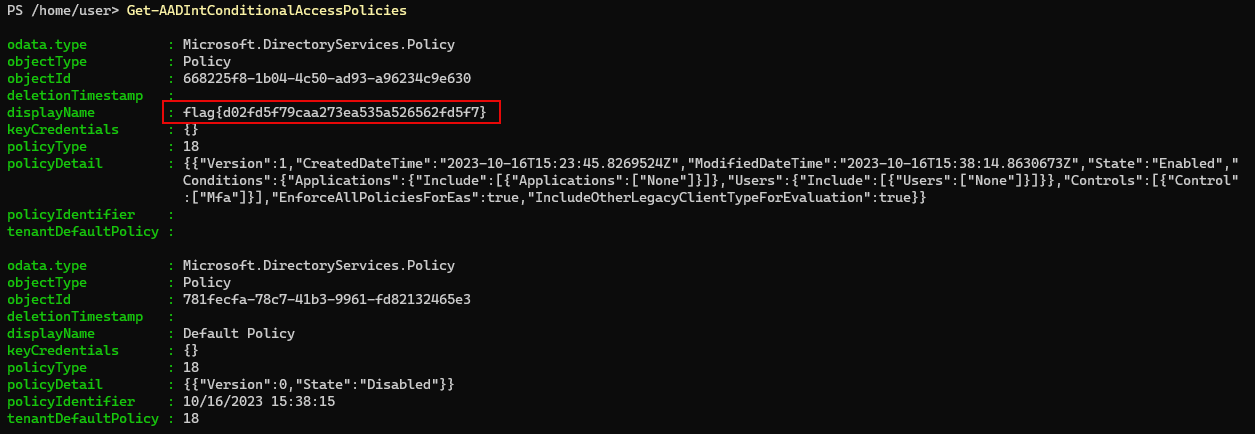 PS /home/user> Get-AADIntConditionalAccessPolicies
odata.type : Microsoft.DirectoryServices.Policy
objectType : Policy
objectId : 668225f8-1b04-4c50-ad93-a96234c9e630
deletionTimestamp :
displayName : flag{d02fd5f79caa273ea535a526562fd5f7}
keyCredentials : {}
policyType : 18
policyDetail : {{"Version":1,"CreatedDateTime":"2023-10-16T15:23:45.8269524Z","ModifiedDateTime":"2023-10-16T15:38:14.8630673Z","State":"Enabled","
Conditions":{"Applications":{"Include":[{"Applications":["None"]}]},"Users":{"Include":[{"Users":["None"]}]}},"Controls":[{"Control"
:["Mfa"]}],"EnforceAllPoliciesForEas":true,"IncludeOtherLegacyClientTypeForEvaluation":true}}
policyIdentifier :
tenantDefaultPolicy :
odata.type : Microsoft.DirectoryServices.Policy
objectType : Policy
objectId : 781fecfa-78c7-41b3-9961-fd82132465e3
deletionTimestamp :
displayName : Default Policy
keyCredentials : {}
policyType : 18
policyDetail : {{"Version":0,"State":"Disabled"}}
policyIdentifier : 10/16/2023 15:38:15
tenantDefaultPolicy : 18